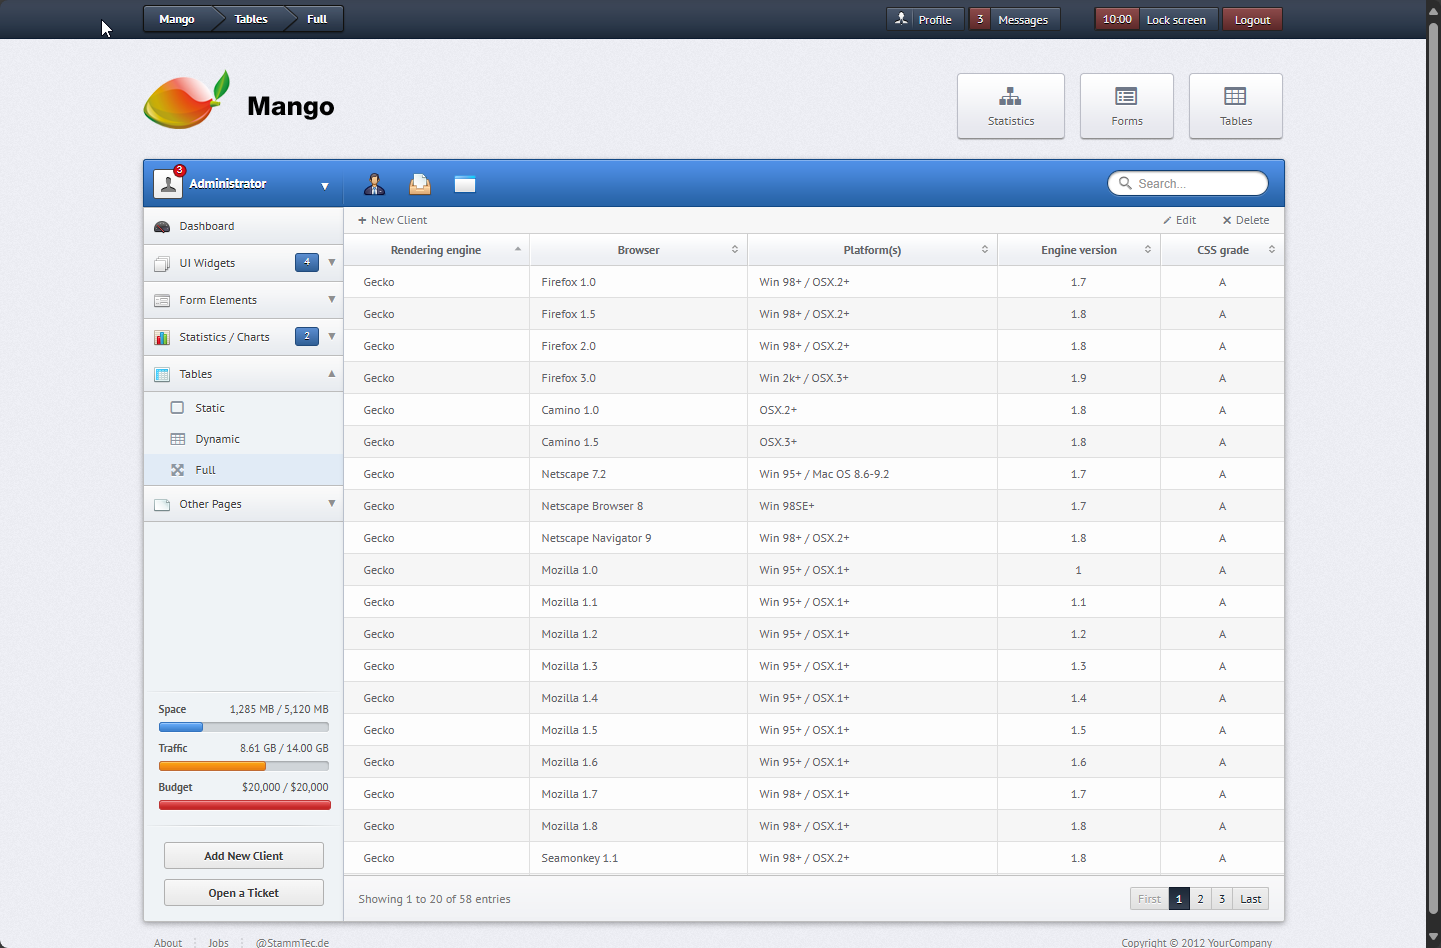 Mango Tables Full Profile 3 Messages 10:00 Lock screen Logout
Mango
Statistics Forms Tables
3
Administrator Search...
New Client Edit Delete
Dashboard
UI Widgets 4
Form Elements
Statistics / Charts 2
Tables
Static
Dynamic
Full
Other Pages
Rendering engine Browser Platform(s) Engine version CSS grade
Gecko Firefox 1.0 Win 98+ / OSX.2+ 1.7 A
Gecko Firefox 1.5 Win 98+ / OSX.2+ 1.8 A
Gecko Firefox 2.0 Win 98+ / OSX.2+ 1.8 A
Gecko Firefox 3.0 Win 2k+ / OSX.3+ 1.9 A
Gecko Camino 1.0 OSX.2+ 1.8 A
Gecko Camino 1.5 OSX.3+ 1.8 A
Gecko Netscape 7.2 Win 95+ / Mac OS 8.6-9.2 1.7 A
Gecko Netscape Browser 8 Win 98SE+ 1.7 A
Gecko Netscape Navigator 9 Win 98+ / OSX.2+ 1.8 A
Gecko Mozilla 1.0 Win 95+ / OSX.1+ 1 A
Gecko Mozilla 1.1 Win 95+ / OSX.1+ 1.1 A
Gecko Mozilla 1.2 Win 95+ / OSX.1+ 1.2 A
Gecko Mozilla 1.3 Win 95+ / OSX.1+ 1.3 A
Gecko Mozilla 1.4 Win 95+ / OSX.1+ 1.4 A
Gecko Mozilla 1.5 Win 95+ / OSX.1+ 1.5 A
Gecko Mozilla 1.6 Win 95+ / OSX.1+ 1.6 A
Gecko Mozilla 1.7 Win 98+ / OSX.1+ 1.7 A
Gecko Mozilla 1.8 Win 98+ / OSX.1+ 1.8 A
Gecko Seamonkey 1.1 Win 98+ / OSX.2+ 1.8 A
Space 1,285 MB / 5,120 MB
Traffic 8.61 GB / 14.00 GB
Budget $20,000 / $20,000
Add New Client
Open a Ticket
Showing 1 to 20 of 58 entries First 1 2 3 Last
About Jobs @StammTec.de Copyright © 2012 YourCompany